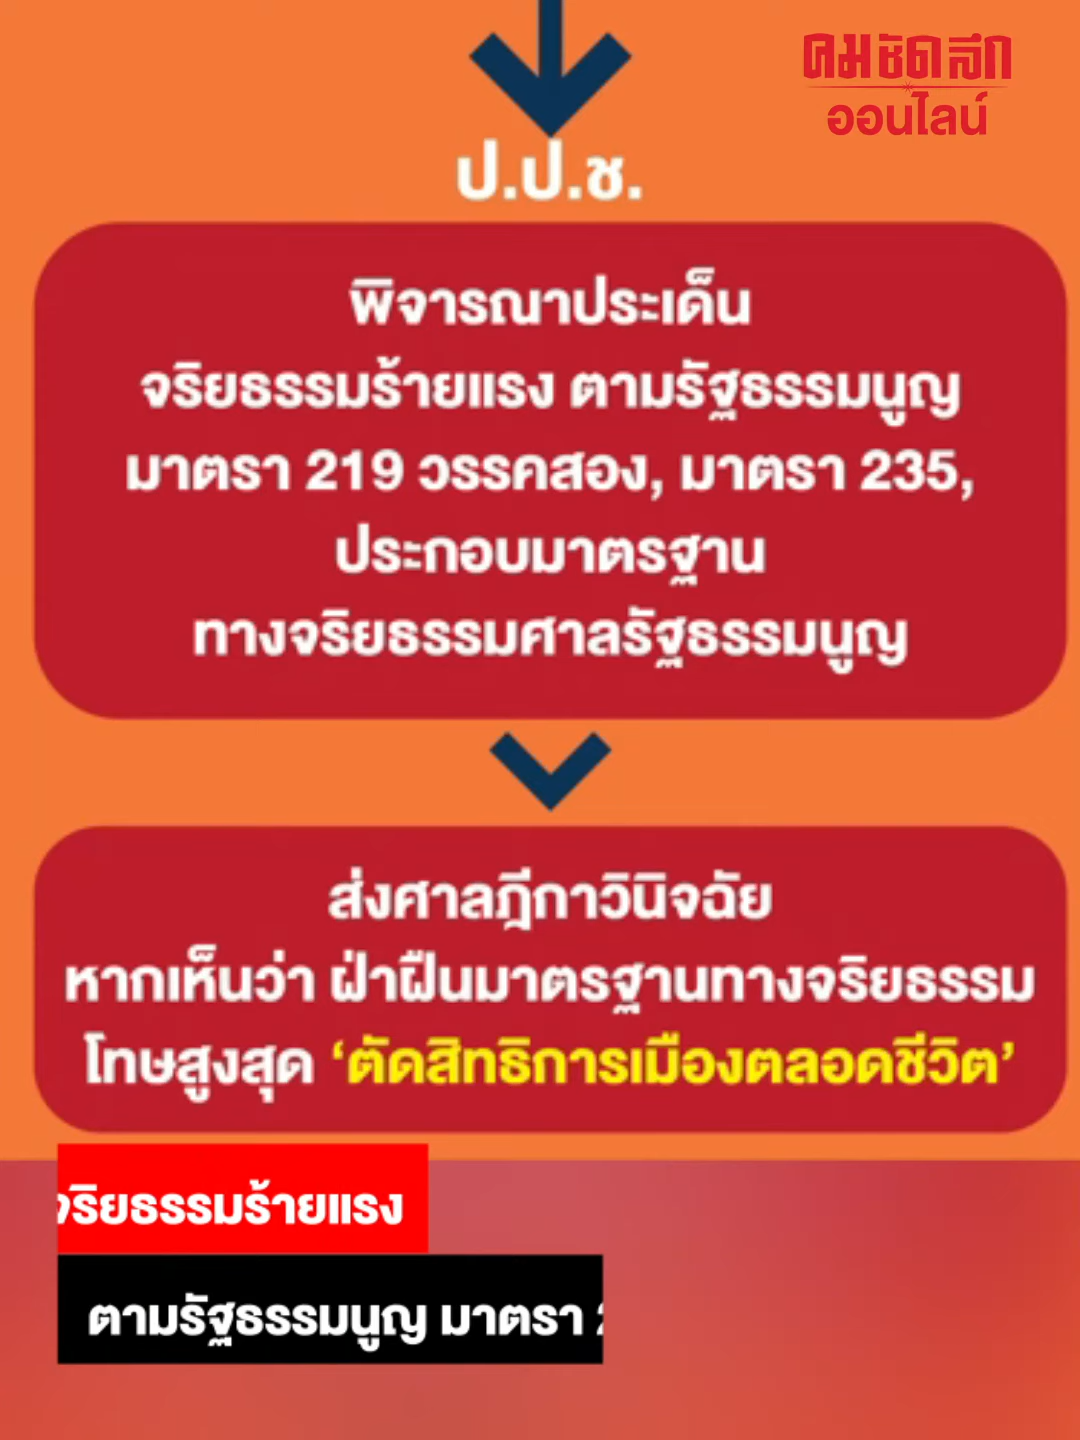 คมชัดลึก
ออนไลน์
ป.ป.ช.
พิจารณาประเด็น
จริยธรรมร้ายแรง ตามรัฐธรรมนูญ
มาตรา 219 วรรคสอง, มาตรา 235,
ประกอบมาตรฐาน
ทางจริยธรรมศาลรัฐธรรมนูญ
ส่งศาลฎีกาวินิจฉัย
หากเห็นว่า ฝ่าฝืนมาตรฐานทางจริยธรรม
โทษสูงสุด ‘ตัดสิทธิการเมืองตลอดชีวิต’
จริยธรรมร้ายแรง
ตามรัฐธรรมนูญ มาตรา